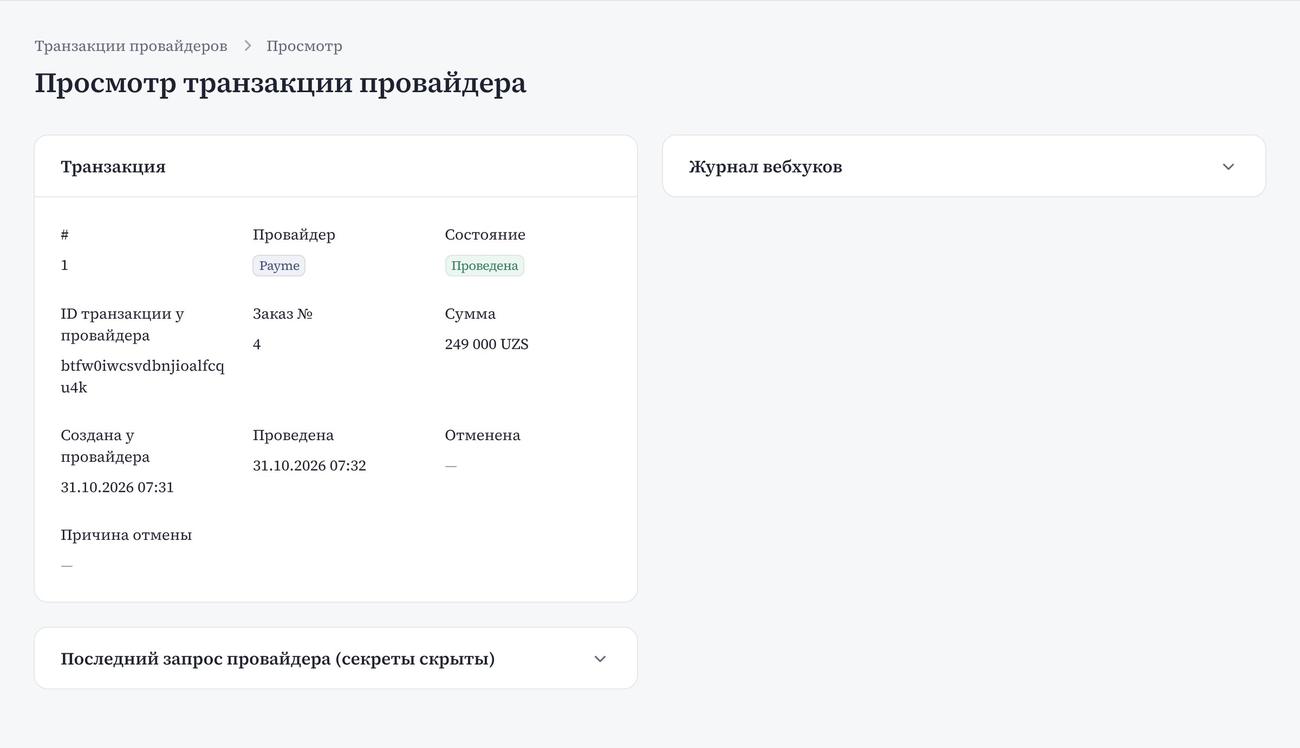 Транзакции провайдеров > Просмотр
Просмотр транзакции провайдера
Транзакция
# Провайдер Состояние
1 Payme Проведена
ID транзакции у
провайдера
btfw0iwcsvdbnjioalfcq
u4k
Заказ №
4
Сумма
249 000 UZS
Создана у
провайдера
31.10.2026 07:31
Проведена
31.10.2026 07:32
Отменена
—
Причина отмены
—
Последний запрос провайдера (секреты скрыты)
Журнал вебхуков